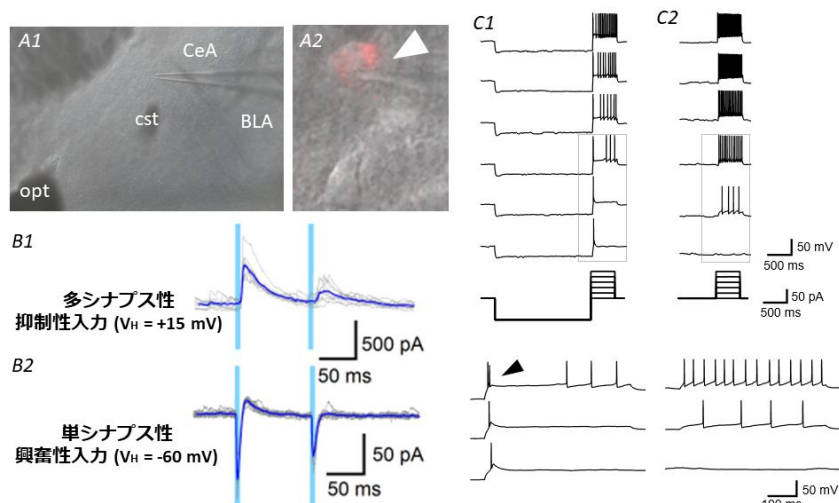 A1
CeA
cst
BLA
opt
A2
B1
多シナプス性
抑制性入力 (VH = +15 mV)
500 pA
50 ms
B2
単シナプス性
興奮性入力 (VH = -60 mV)
50 pA
50 ms
C1
C2
50 mV
500 ms
50 pA
500 ms
50 mV
100 ms